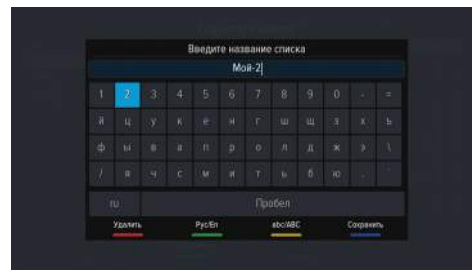 Введите название списка
Мой-2
1 2 3 4 5 6 7 8 9 0 - =
й ц у к е н г ш щ з х ъ
ф ы в а п р о л д ж э \
/ я ч с м и т ь б ю . `
ru Пробел
Удалить Рус/En abc/ABC Сохранить